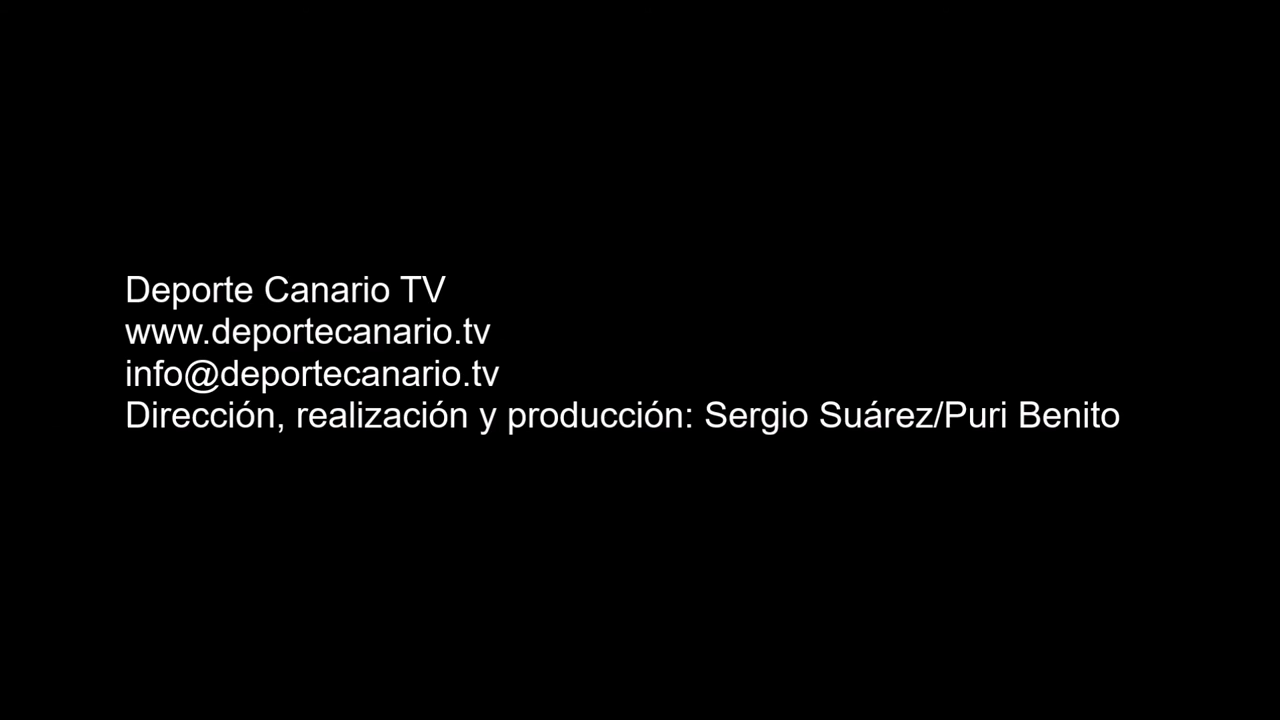 Deporte Canario TV
www.deportecanario.tv
info@deportecanario.tv
Dirección, realización y producción: Sergio Suárez/Puri Benito